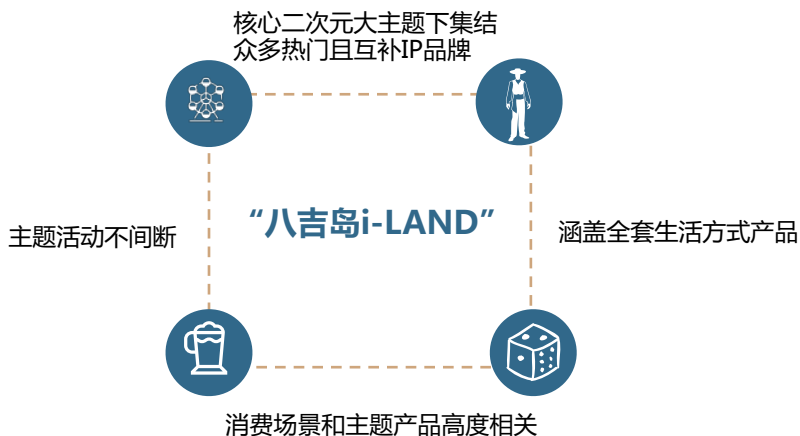 核心二次元大主题下集结
众多热门且互补IP品牌
主题活动不间断
“八吉岛i-LAND”
涵盖全套生活方式产品
消费场景和主题产品高度相关